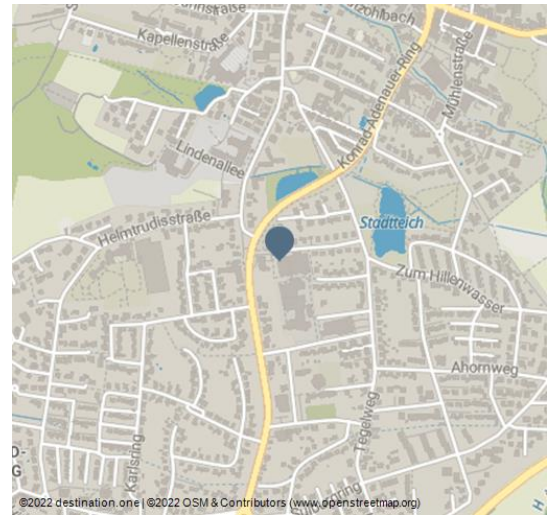 Kapellenstraße
Konrad-Adenauer-Ring
Mühlenstraße
Lindenallee
Helmtrudisstraße
Stadtteich
Zum Hillenwasser
Ahornweg
Tegelweg
Karlsring
©2022 destination.one | ©2022 OSM & Contributors (www.openstreetmap.org)